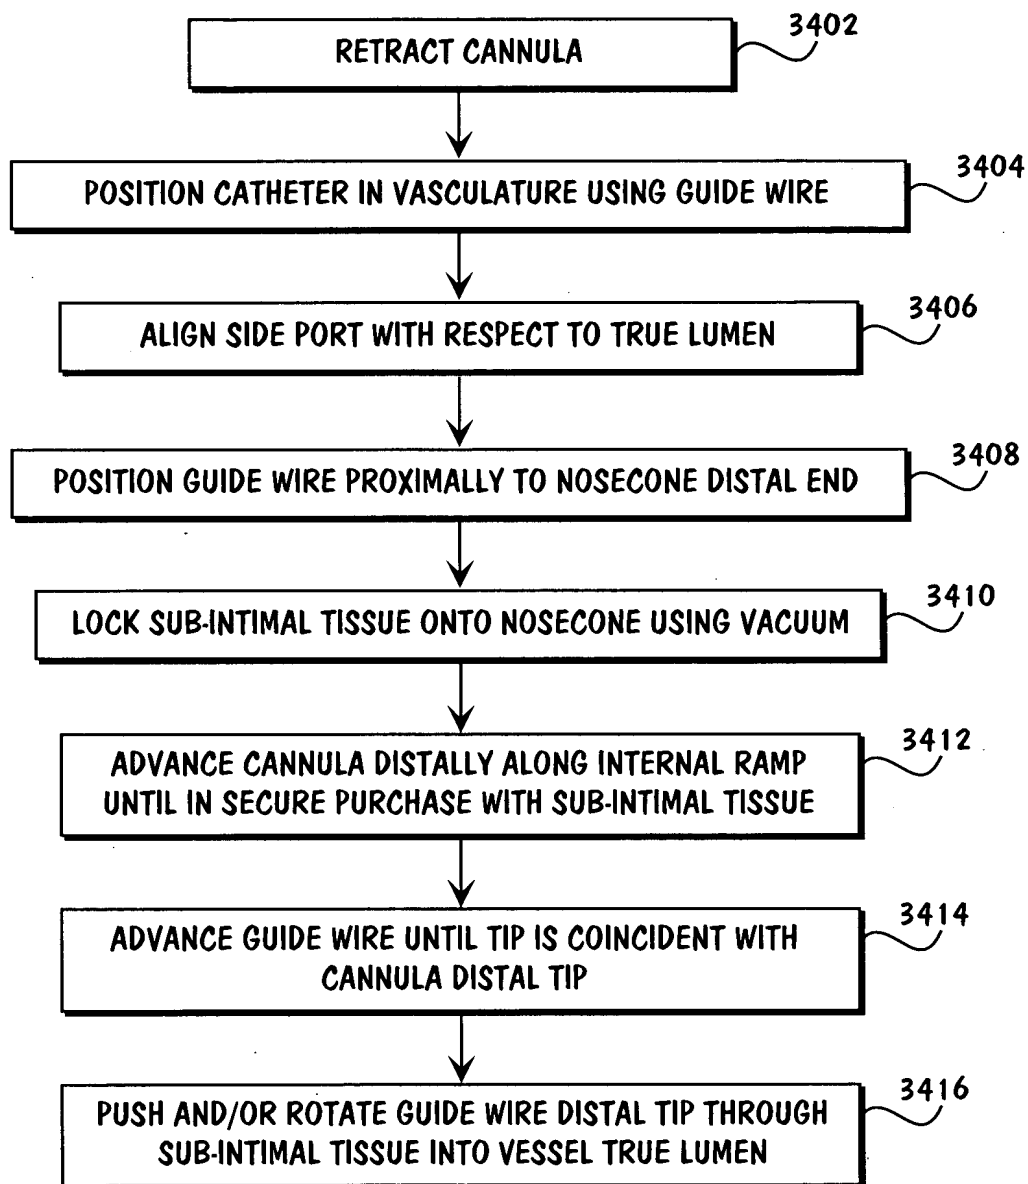 RETRACT CANNULA
3402
POSITION CATHETER IN VASCULATURE USING GUIDE WIRE
3404
ALIGN SIDE PORT WITH RESPECT TO TRUE LUMEN
3406
POSITION GUIDE WIRE PROXIMALLY TO NOSECONE DISTAL END
3408
LOCK SUB-INTIMAL TISSUE ONTO NOSECONE USING VACUUM
3410
ADVANCE CANNULA DISTALLY ALONG INTERNAL RAMP
UNTIL IN SECURE PURCHASE WITH SUB-INTIMAL TISSUE
3412
ADVANCE GUIDE WIRE UNTIL TIP IS COINCIDENT WITH
CANNULA DISTAL TIP
3414
PUSH AND/OR ROTATE GUIDE WIRE DISTAL TIP THROUGH
SUB-INTIMAL TISSUE INTO VESSEL TRUE LUMEN
3416